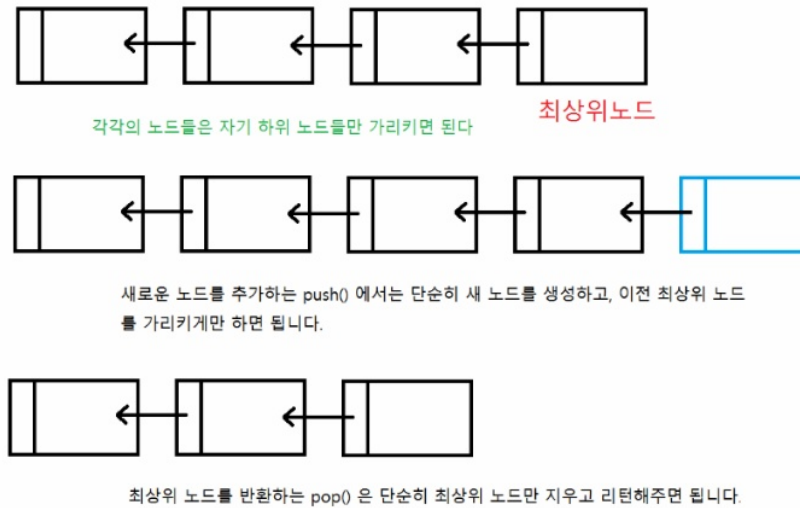 최상위노드
각각의 노드들은 자기 하위 노드들만 가리키면 된다
새로운 노드를 추가하는 push() 에서는 단순히 새 노드를 생성하고, 이전 최상위 노드
를 가리키게만 하면 됩니다.
최상위 노드를 반환하는 pop() 은 단순히 최상위 노드만 지우고 리턴해주면 됩니다.